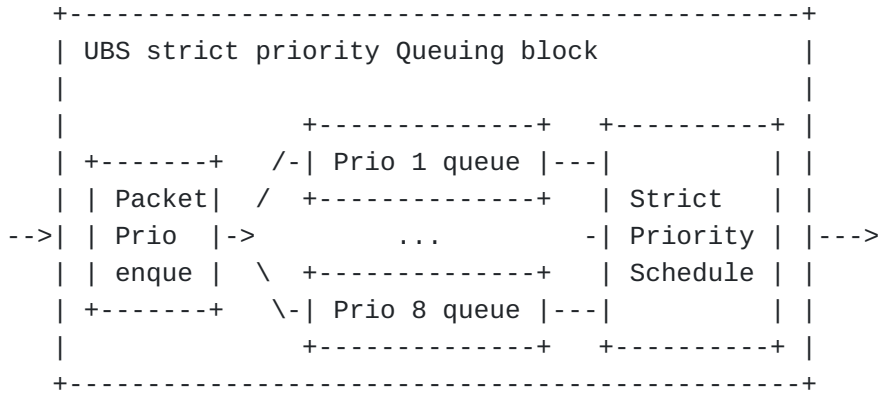 UBS strict priority Queuing block
Prio 1 queue
Packet Strict
Prio ... Priority
enque Schedule
Prio 8 queue